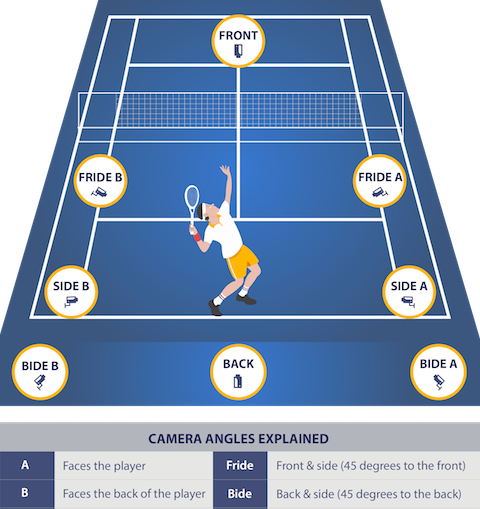 FRONT
FRIDE B
FRIDE A
SIDE B
SIDE A
BIDE B
BACK
BIDE A
CAMERA ANGLES EXPLAINED
A Faces the player Fride Front & side (45 degrees to the front)
B Faces the back of the player Bide Back & side (45 degrees to the back)